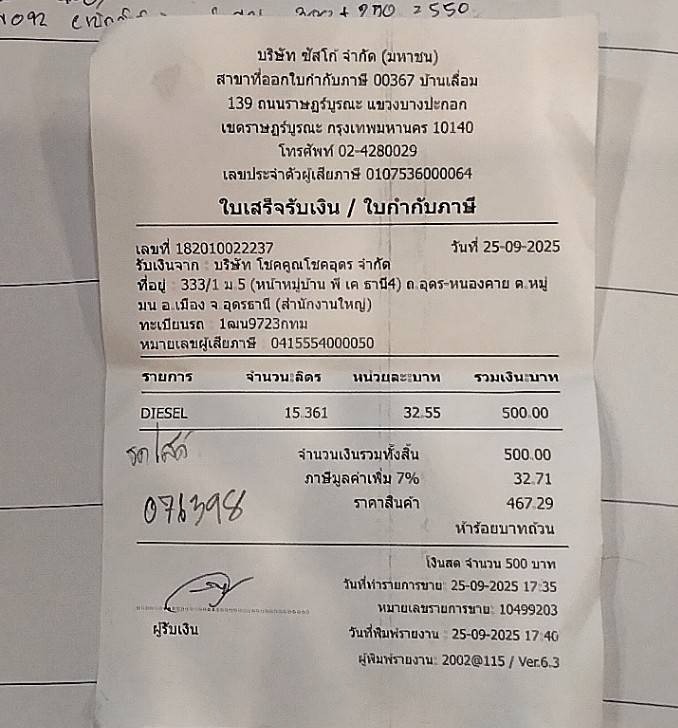 092 2550
บริษัท ซัสโก้ จำกัด (มหาชน)
สาขาที่ออกใบกำกับภาษี 00367 บ้านเลื่อม
139 ถนนราษฎร์บูรณะ แขวงบางปะกอก
เขตราษฎร์บูรณะ กรุงเทพมหานคร 10140
โทรศัพท์ 02-4280029
เลขประจำตัวผู้เสียภาษี 0107536000064
ใบเสร็จรับเงิน / ใบกำกับภาษี
เลขที่ 182010022237 วันที่ 25-09-2025
รับเงินจาก : บริษัท โชคคูณโชคอุดร จำกัด
ที่อยู่ : 333/1 ม.5 (หน้าหมู่บ้าน พี เค ธานี4) ถ.อุดร-หนองคาย ต.หมู
มน อ.เมือง จ.อุดรธานี (สำนักงานใหญ่)
ทะเบียนรถ : 1ฒน9723กทม
หมายเลขผู้เสียภาษี : 0415554000050
รายการ จำนวน:ลิตร หน่วยละ:บาท รวมเงิน:บาท
DIESEL 15.361 32.55 500.00
จำนวนเงินรวมทั้งสิ้น 500.00
ภาษีมูลค่าเพิ่ม 7% 32.71
076398
ราคาสินค้า 467.29
ห้าร้อยบาทถ้วน
เงินสด จำนวน 500 บาท
วันที่ทำรายการขาย: 25-09-2025 17:35
หมายเลขรายการขาย: 10499203
ผู้รับเงิน
วันที่พิมพ์รายงาน : 25-09-2025 17:40
ผู้พิมพ์รายงาน: 2002@115 / Ver.6.3